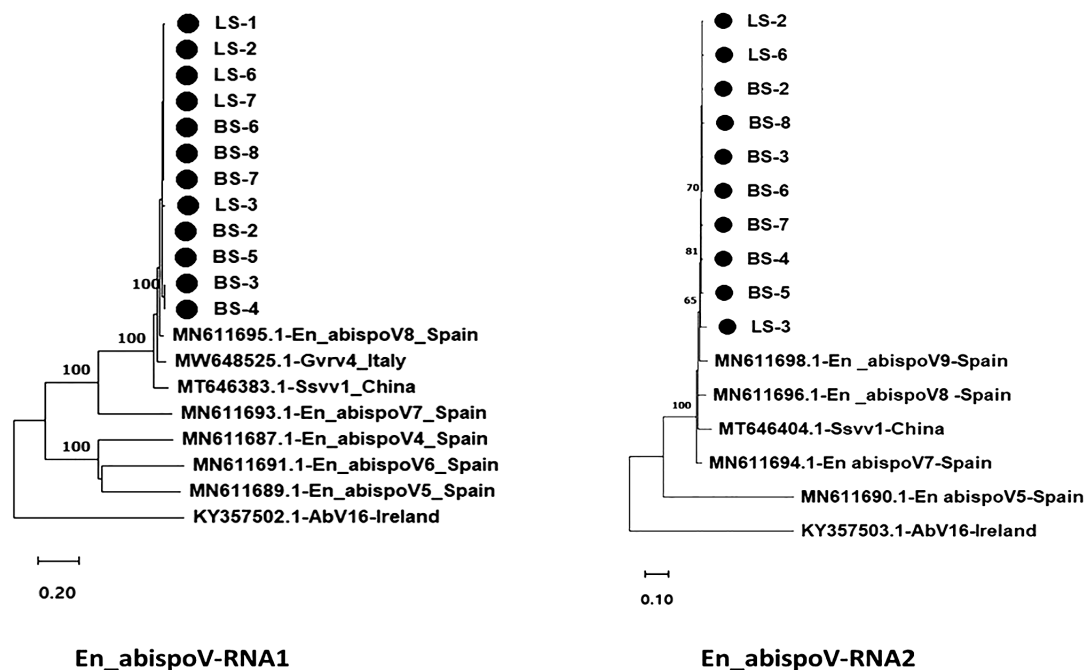 LS-1
LS-2
LS-6
LS-7
BS-6
BS-8
BS-7
LS-3
BS-2
BS-5
BS-3
BS-4
100
MN611695.1-En_abispoV8_Spain
100
MW648525.1-Gvrv4_Italy
MT646383.1-Ssvv1_China
100
MN611693.1-En_abispoV7_Spain
100
MN611687.1-En_abispoV4_Spain
MN611691.1-En_abispoV6_Spain
MN611689.1-En_abispoV5_Spain
KY357502.1-AbV16-Ireland
0.20
En_abispoV-RNA1
LS-2
LS-6
BS-2
BS-8
BS-3
70
BS-6
BS-7
81
BS-4
65
BS-5
LS-3
MN611698.1-En _abispoV9-Spain
MN611696.1-En _abispoV8 -Spain
100
MT646404.1-Ssvv1-China
MN611694.1-En abispoV7-Spain
MN611690.1-En abispoV5-Spain
KY357503.1-AbV16-Ireland
0.10
En_abispoV-RNA2